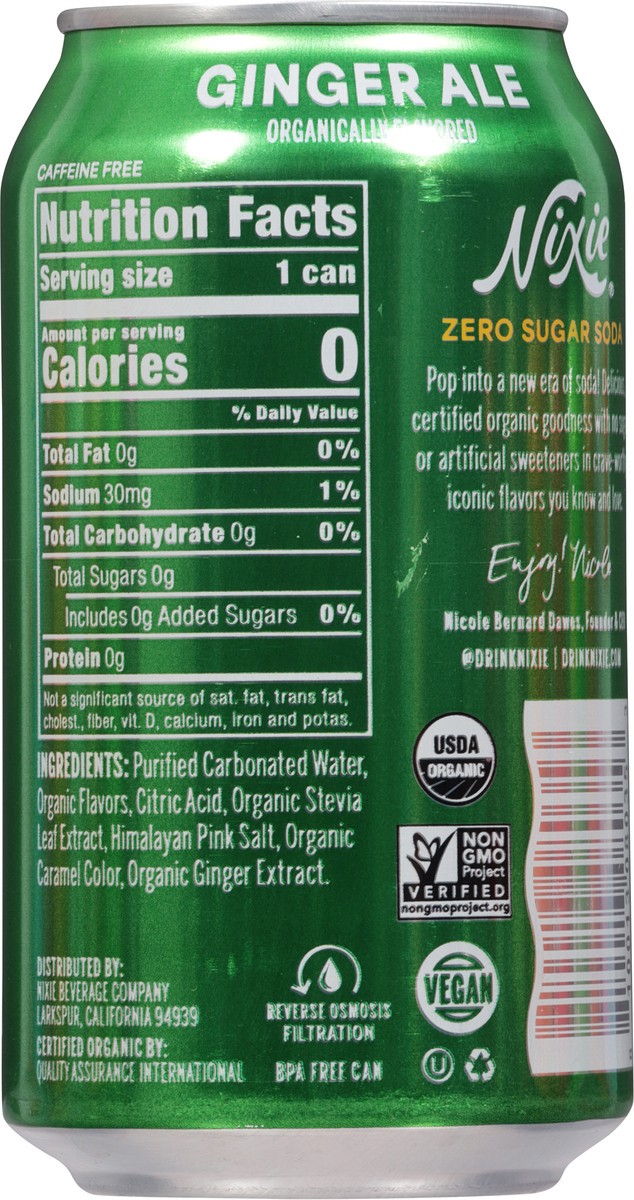 GINGER ALE
ORGANICALLY FLAVORED
CAFFEINE FREE
Nutrition Facts
Serving size 1 can
Amount per serving
Calories 0
% Daily Value
Total Fat 0g 0%
Sodium 30mg 1%
Total Carbohydrate 0g 0%
Total Sugars 0g
Includes 0g Added Sugars 0%
Protein 0g
Not a significant source of sat. fat, trans fat,
cholest., fiber, vit. D, calcium, iron and potas.
INGREDIENTS: Purified Carbonated Water,
Organic Flavors, Citric Acid, Organic Stevia
Leaf Extract, Himalayan Pink Salt, Organic
Caramel Color, Organic Ginger Extract.
DISTRIBUTED BY:
NIXIE BEVERAGE COMPANY
LARKSPUR, CALIFORNIA 94939
CERTIFIED ORGANIC BY:
QUALITY ASSURANCE INTERNATIONAL
REVERSE OSMOSIS
FILTRATION
BPA FREE CAN
Nixie
ZERO SUGAR SODA
Pop into a new era of soda! Delicious
certified organic goodness with no
or artificial sweeteners in
iconic flavors you know and love.
Enjoy! Nicole
Nicole Bernard Dawes, Founder &
@DRINKNIXIE | DRINKNIXIE.COM
USDA
ORGANIC
NON
GMO
Project
VERIFIED
nongmoproject.org
VEGAN
U